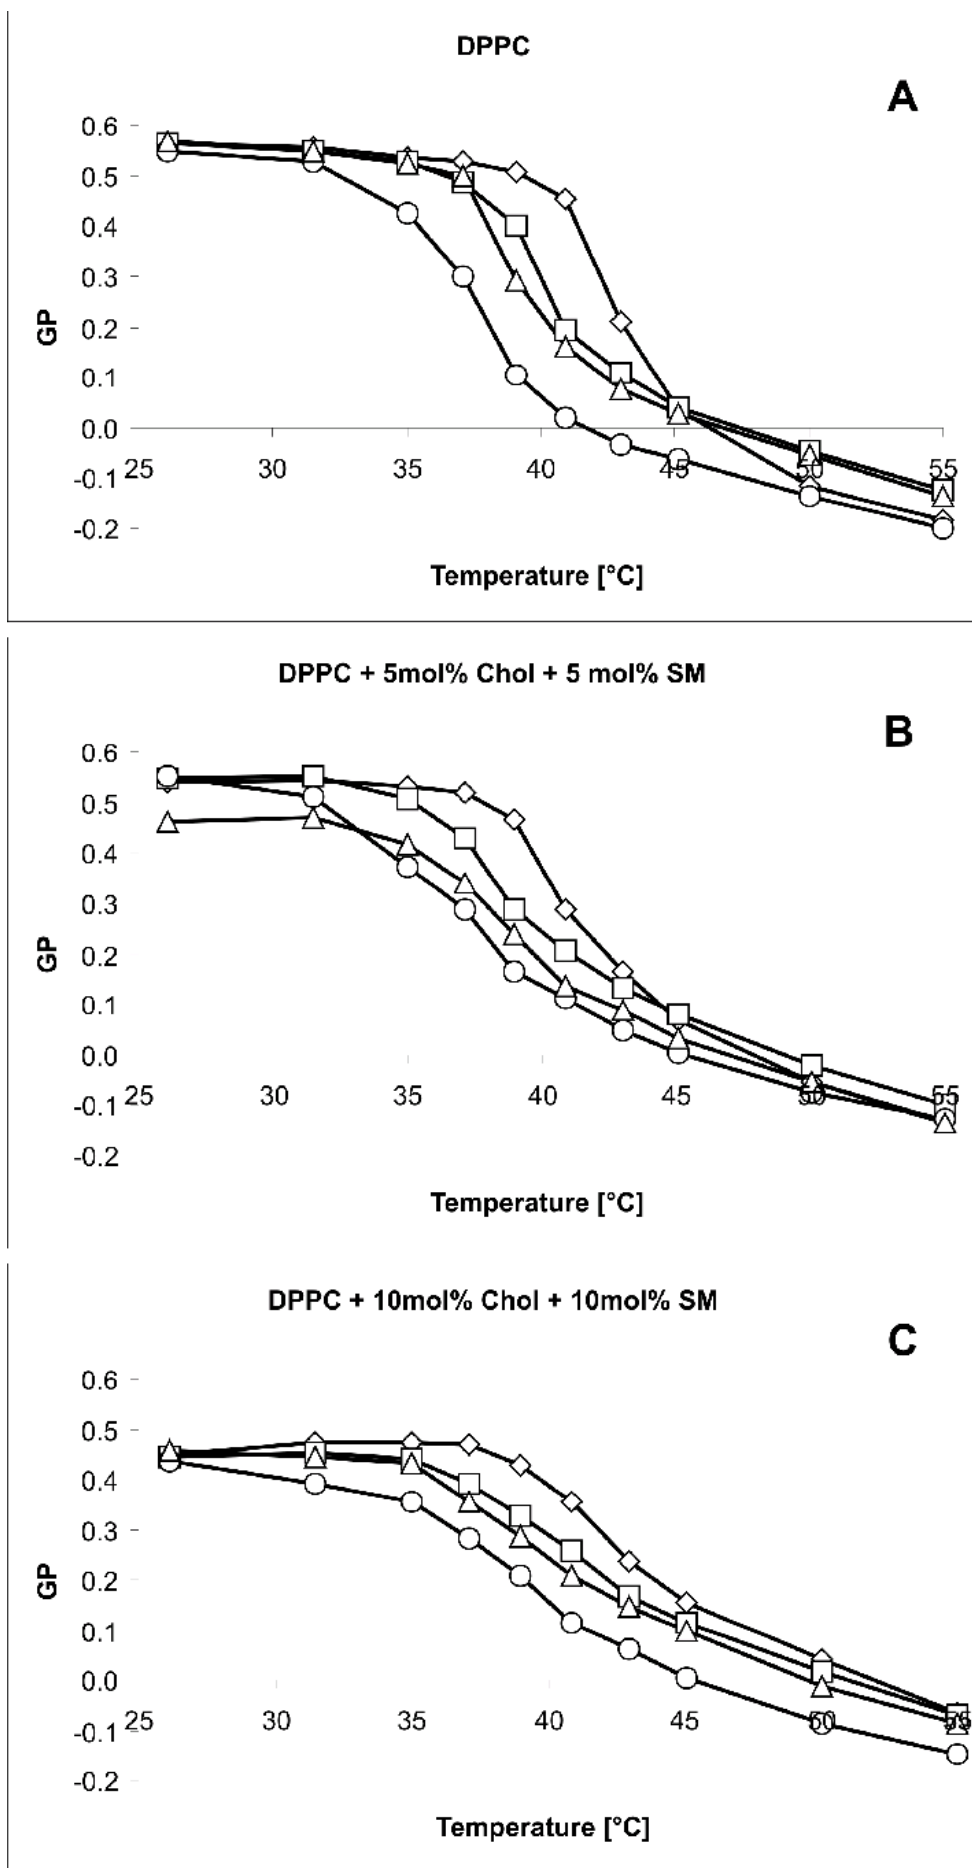 DPPC
A
0.6
0.5
0.4
0.3
0.2
0.1
0.0
-0.1
-0.2
25 30 35 40 45 50 55
GP
Temperature [°C]
DPPC + 5mol% Chol + 5 mol% SM
B
0.6
0.5
0.4
0.3
0.2
0.1
0.0
-0.1
-0.2
25 30 35 40 45 50 55
GP
Temperature [°C]
DPPC + 10mol% Chol + 10mol% SM
C
0.6
0.5
0.4
0.3
0.2
0.1
0.0
-0.1
-0.2
25 30 35 40 45 50 55
GP
Temperature [°C]